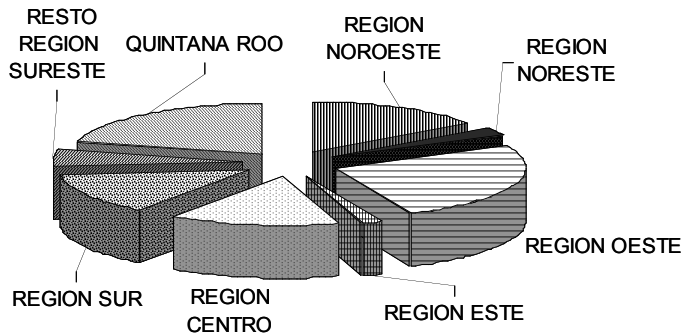 RESTO
REGION
SURESTE
QUINTANA ROO
REGION
NOROESTE
REGION
NORESTE
REGION OESTE
REGION ESTE
REGION
CENTRO
REGION SUR